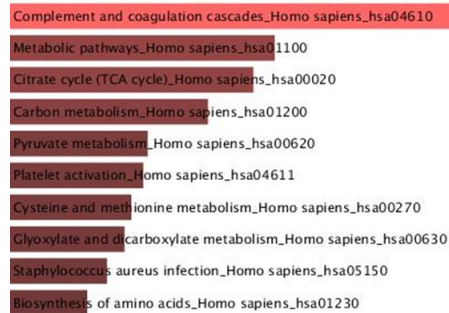 Complement and coagulation cascades_Homo sapiens_hsa04610
Metabolic pathways_Homo sapiens_hsa01100
Citrate cycle (TCA cycle)_Homo sapiens_hsa00020
Carbon metabolism_Homo sapiens_hsa01200
Pyruvate metabolism_Homo sapiens_hsa00620
Platelet activation_Homo sapiens_hsa04611
Cysteine and methionine metabolism_Homo sapiens_hsa00270
Glyoxylate and dicarboxylate metabolism_Homo sapiens_hsa00630
Staphylococcus aureus infection_Homo sapiens_hsa05150
Biosynthesis of amino acids_Homo sapiens_hsa01230